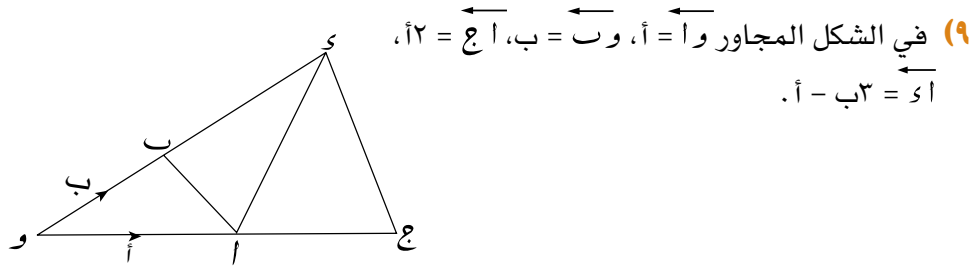 ٩) في الشكل المجاور و أ = أ، و ب = ب، أ ج = ٢أ،
أ ء = ٣ب – أ.
ء
ب
ب
و
أ
أ
ج